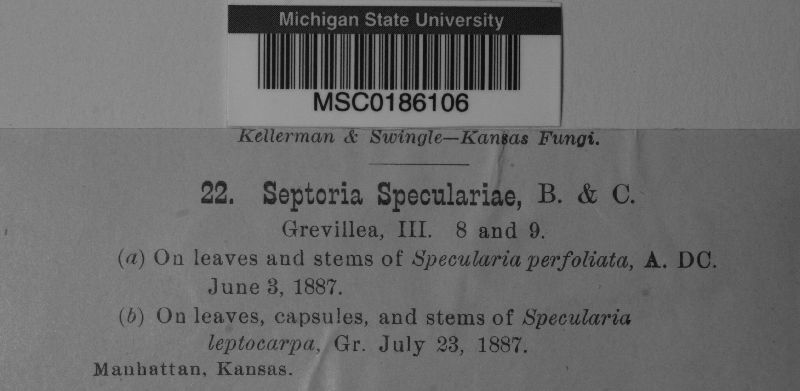 Michigan State University
MSC0186106
Kellerman & Swingle—Kansas Fungi.
22. Septoria Speculariae, B. & C.
Grevillea, III. 8 and 9.
(a) On leaves and stems of Specularia perfoliata, A. DC.
June 3, 1887.
(b) On leaves, capsules, and stems of Specularia
leptocarpa, Gr. July 23, 1887.
Manhattan, Kansas.